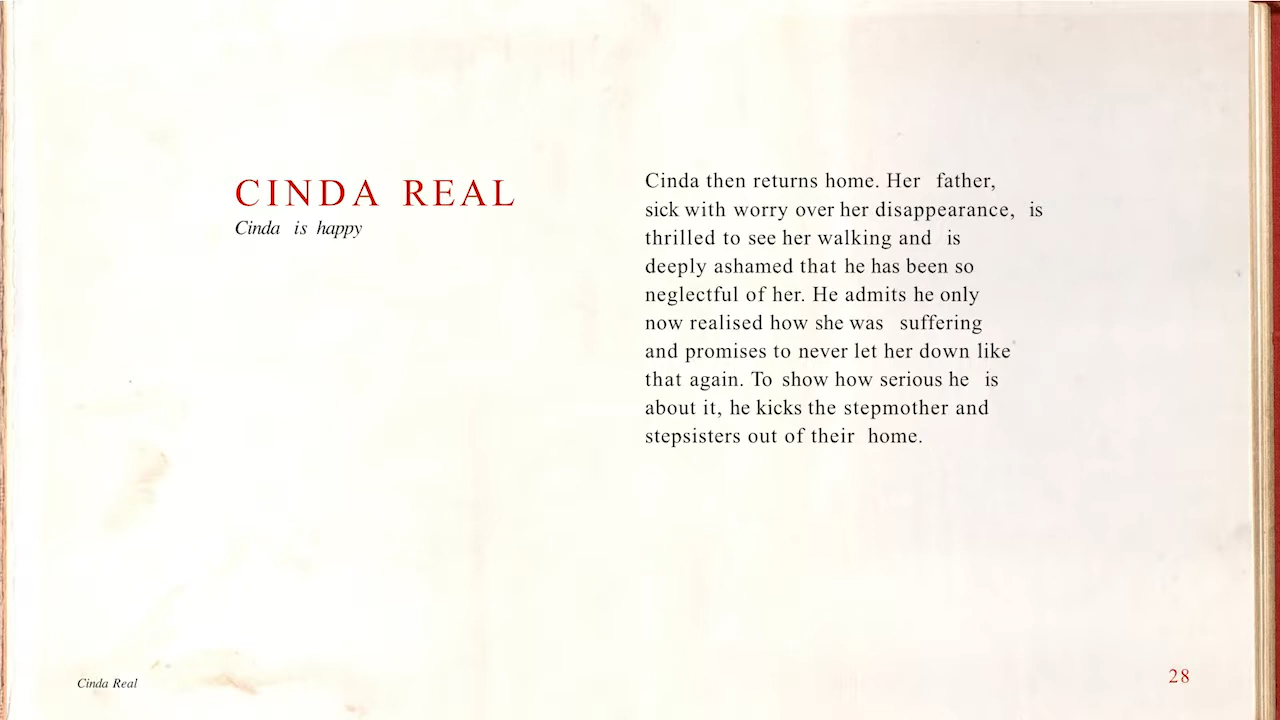 CINDA REAL
Cinda is happy
Cinda then returns home. Her father,
sick with worry over her disappearance, is
thrilled to see her walking and is
deeply ashamed that he has been so
neglectful of her. He admits he only
now realised how she was suffering
and promises to never let her down like
that again. To show how serious he is
about it, he kicks the stepmother and
stepsisters out of their home.
Cinda Real
28